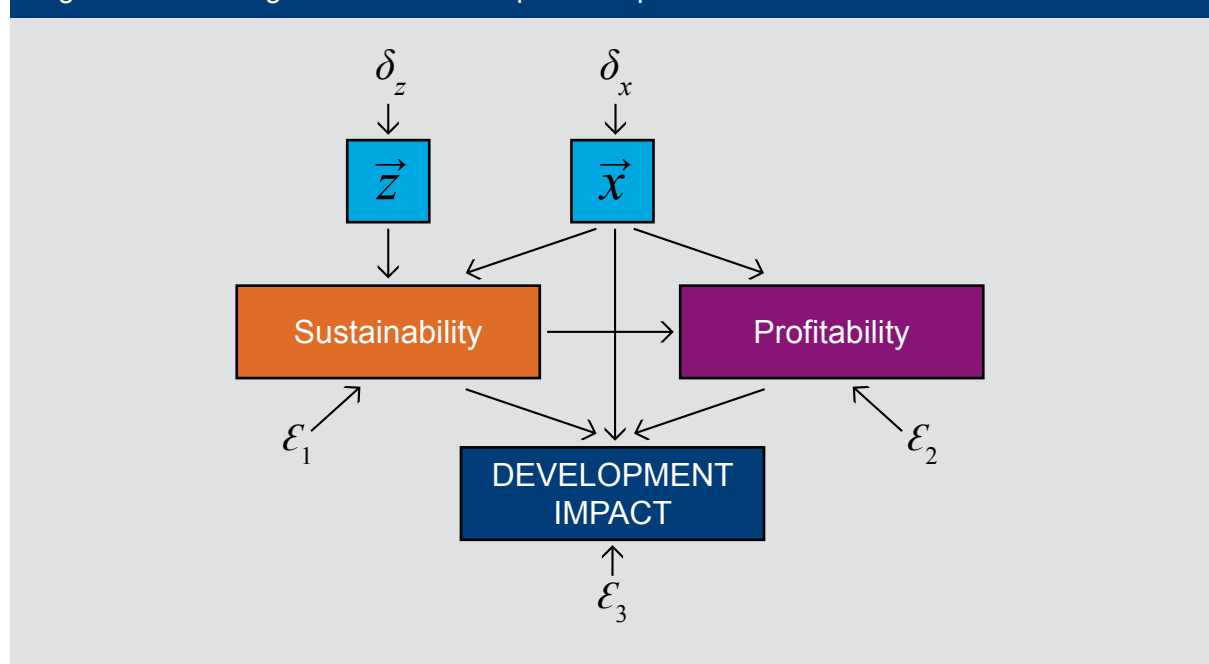 δz δx
z⃗ x⃗
Sustainability Profitability
ε1 ε2
DEVELOPMENT
IMPACT
ε3